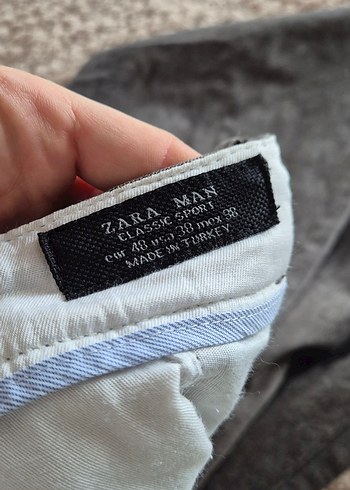 ZARA MAN
CLASSIC SPORT
eur 48 usa 38 mex 38
MADE IN TURKEY